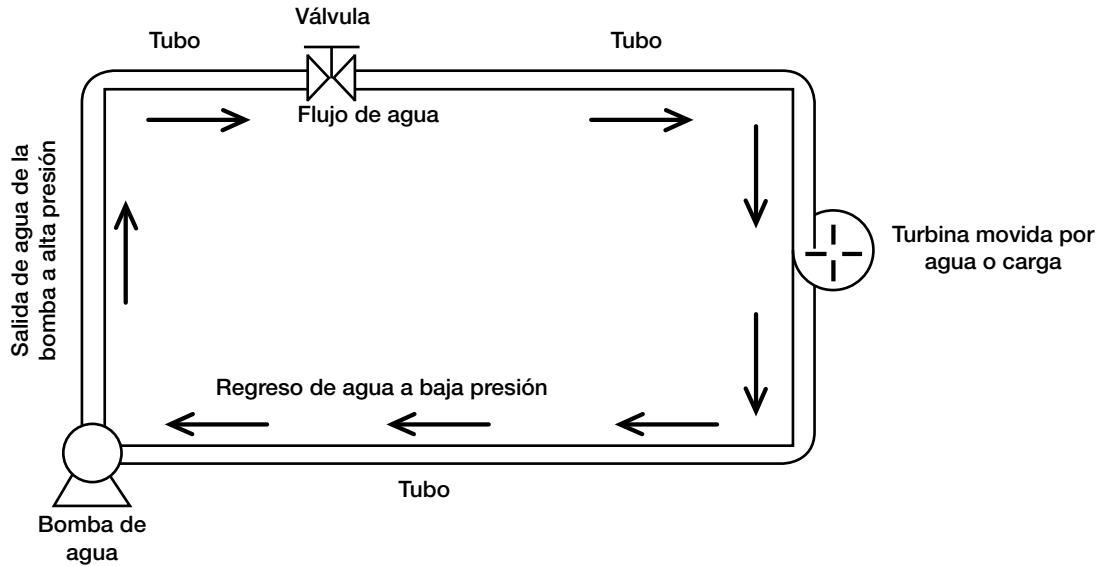 Válvula
Tubo
Tubo
Flujo de agua
Salida de agua de la
bomba a alta presión
Turbina movida por
agua o carga
Regreso de agua a baja presión
Tubo
Bomba de
agua